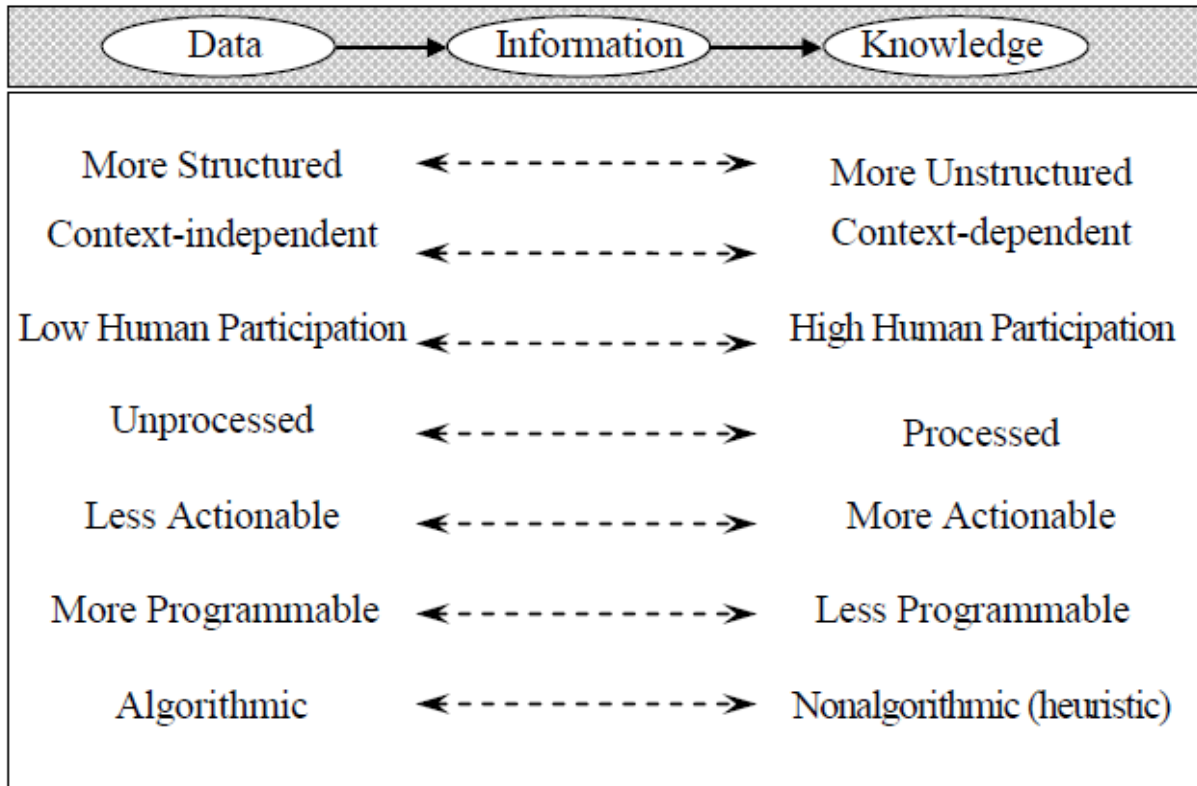 Data Information Knowledge
More Structured More Unstructured
Context-independent Context-dependent
Low Human Participation High Human Participation
Unprocessed Processed
Less Actionable More Actionable
More Programmable Less Programmable
Algorithmic Nonalgorithmic (heuristic)